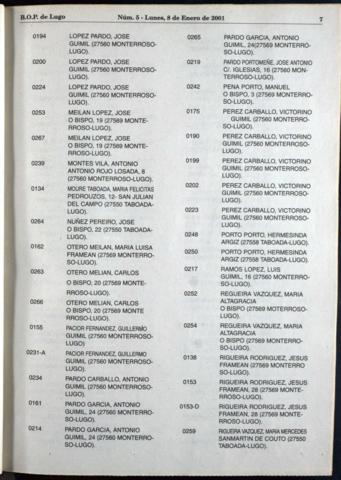 B.O.P. de Lugo Núm. 5 - Lunes, 8 de Enero de 2001 7
0194 LOPEZ PARDO, JOSE
GUIMIL (27560 MONTERROSO-
LUGO).
0200 LOPEZ PARDO, JOSE
GUIMIL (27560 MONTERROSO-
LUGO).
0224 LOPEZ PARDO, JOSE
GUIMIL (27560 MONTERROSO-
LUGO).
0253 MEILAN LOPEZ, JOSE
O BISPO, 19 (27569 MONTE-
RROSO-LUGO).
0267 MEILAN LOPEZ, JOSE
O BISPO, 19 (27569 MONTE-
RROSO-LUGO).
0239 MONTES VILA, ANTONIO
ANTONIO ROJO LOSADA, 8
(27560 MONTERROSO-LUGO).
0134 MOURE TABOADA, MARIA FELICITAS
PEDROUZOS, 12- SAN JULIAN
DEL CAMPO (27550 TABOADA-
LUGO).
0264 NUÑEZ PEREIRO, JOSE
O BISPO, 22 (27550 TABOADA-
LUGO).
0162 OTERO MEILAN, MARIA LUISA
FRAMEAN (27569 MONTERRO-
SO-LUGO).
0263 OTERO MEILAN, CARLOS
O BISPO, 20 (27569 MONTE
RROSO-LUGO).
0266 OTERO MEILAN, CARLOS
O BISPO, 20 (27569 MONTE
RROSO-LUGO).
0155 PACIOR FERNANDEZ, GUILLERMO
GUIMIL (27560 MONTERROSO-
LUGO).
0231-A PACIOR FERNANDEZ, GUILLERMO
GUIMIL (27560 MONTERROSO-
LUGO).
0234 PARDO CARBALLO, ANTONIO
GUIMIL (27560 MONTERROSO-
LUGO).
0161 PARDO GARCIA, ANTONIO
GUIMIL, 24 (27560 MONTERRO-
SO-LUGO).
0214 PARDO GARCIA, ANTONIO
GUIMIL, 24 (27560 MONTERRO-
SO-LUGO).
0265 PARDO GARCIA, ANTONIO
GUIMIL, 24(27569 MONTERRO-
SO-LUGO).
0219 PARDO PORTOMEÑE, JOSE ANTONIO
C/. IGLESIAS, 16 (27560 MON-
TERROSO-LUGO).
0242 PENA PORTO, MANUEL
O BISPO, 3 (27569 MONTERRO-
SO-LUGO).
0175 PEREZ CARBALLO, VICTORINO
GUIMIL (27560 MONTERROSO-
LUGO).
0190 PEREZ CARBALLO, VICTORINO
GUIMIL (27560 MONTERROSO-
LUGO).
0199 PEREZ CARBALLO, VICTORINO
GUIMIL (27560 MONTERROSO-
LUGO).
0202 PEREZ CARBALLO, VICTORINO
GUIMIL (27560 MONTERROSO-
LUGO).
0223 PEREZ CARBALLO, VICTORINO
GUIMIL (27560 MONTERROSO-
LUGO).
0248 PORTO PORTO, HERMESINDA
ARGIZ (27558 TABOADA-LUGO).
0250 PORTO PORTO, HERMESINDA
ARGIZ (27558 TABOADA-LUGO).
0217 RAMOS LOPEZ, LUIS
GUIMIL, 16 (27560 MONTERRO-
SO-LUGO).
0252 REGUEIRA VAZQUEZ, MARIA
ALTAGRACIA
O BISPO (27569 MOTERROSO-
LUGO).
0254 REGUEIRA VAZQUEZ, MARIA
ALTAGRACIA
O BISPO (27569 MONTERROSO-
LUGO).
0138 RIGUEIRA RODRIGUEZ, JESUS
FRAMEAN (27569 MONTERRO
SO-LUGO).
0153 RIGUEIRA RODRIGUEZ, JESUS
FRAMEAN, 28 (27569 MONTE-
RROSO-LUGO).
0153-D RIGUEIRA RODRIGUEZ, JESUS
FRAMEAN, 28 (27569 MONTE-
RROSO-LUGO).
0259 RIGUEIRA VAZQUEZ, MARIA MERCEDES
SANMARTIN DE COUTO (27550
TABOADA-LUGO).